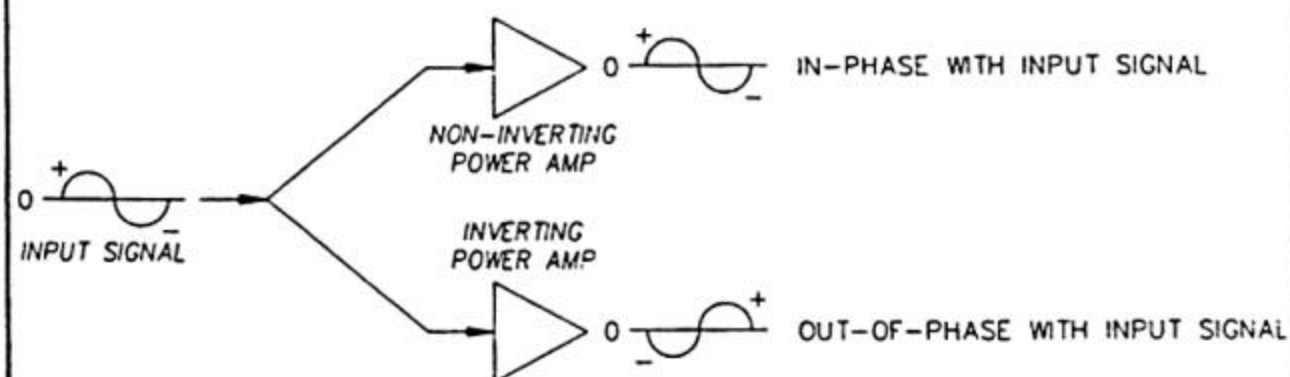 +
0
-
IN-PHASE WITH INPUT SIGNAL
NON-INVERTING
POWER AMP
+
0
-
INPUT SIGNAL
INVERTING
POWER AMP
0
+
-
OUT-OF-PHASE WITH INPUT SIGNAL